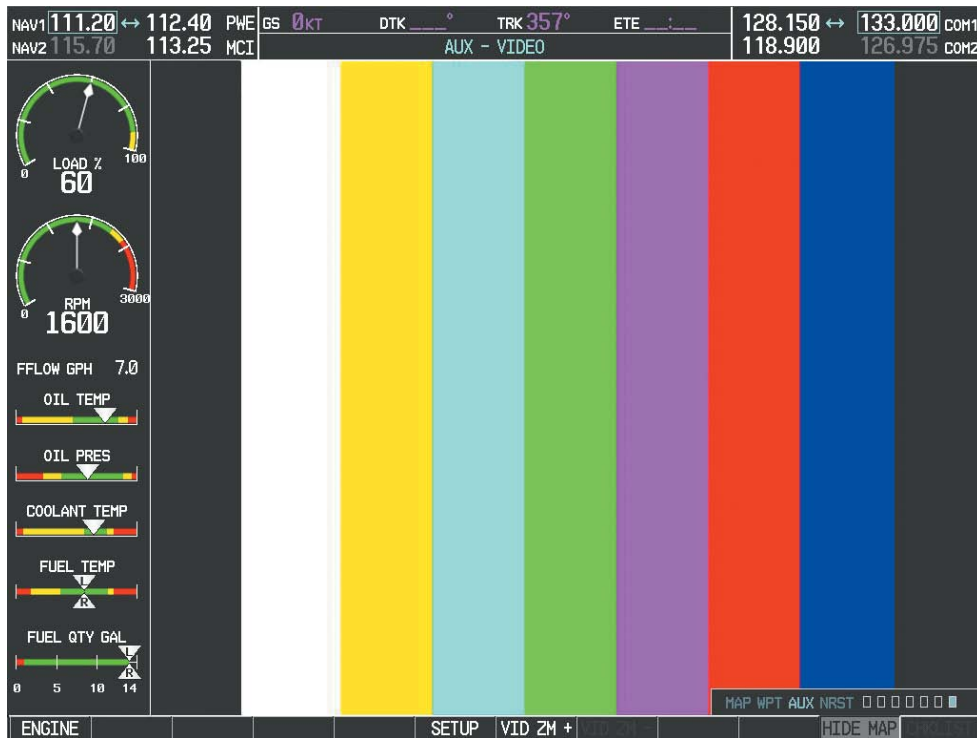 NAV1 111.20 ↔ 112.40 PWE GS 0KT DTK ___° TRK 357° ETE __:__ 128.150 ↔ 133.000 COM1
NAV2 115.70 113.25 MCI AUX - VIDEO 118.900 126.975 COM2
0 100
LOAD %
60
0 3000
RPM
1600
FFLOW GPH 7.0
OIL TEMP
OIL PRES
COOLANT TEMP
FUEL TEMP
L
R
FUEL QTY GAL
L
R
0 5 10 14
MAP WPT AUX NRST
ENGINE SETUP VID ZM + VID ZM - HIDE MAP CHKLIST